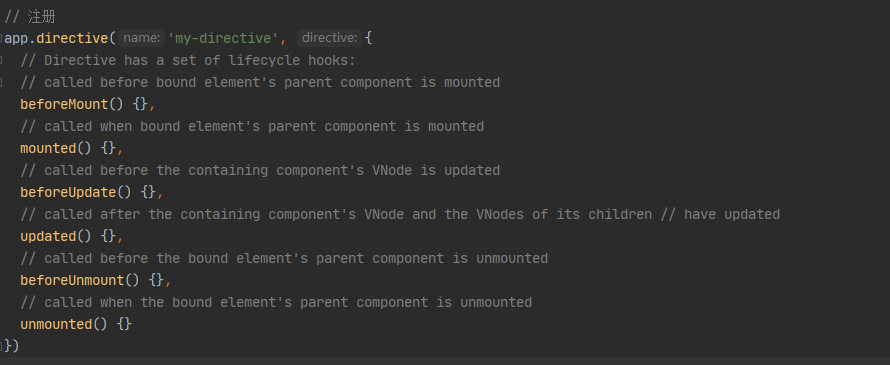 // 注册
app.directive( name: 'my-directive', directive: {
// Directive has a set of lifecycle hooks:
// called before bound element's parent component is mounted
beforeMount() {},
// called when bound element's parent component is mounted
mounted() {},
// called before the containing component's VNode is updated
beforeUpdate() {},
// called after the containing component's VNode and the VNodes of its children // have updated
updated() {},
// called before the bound element's parent component is unmounted
beforeUnmount() {},
// called when the bound element's parent component is unmounted
unmounted() {}
})